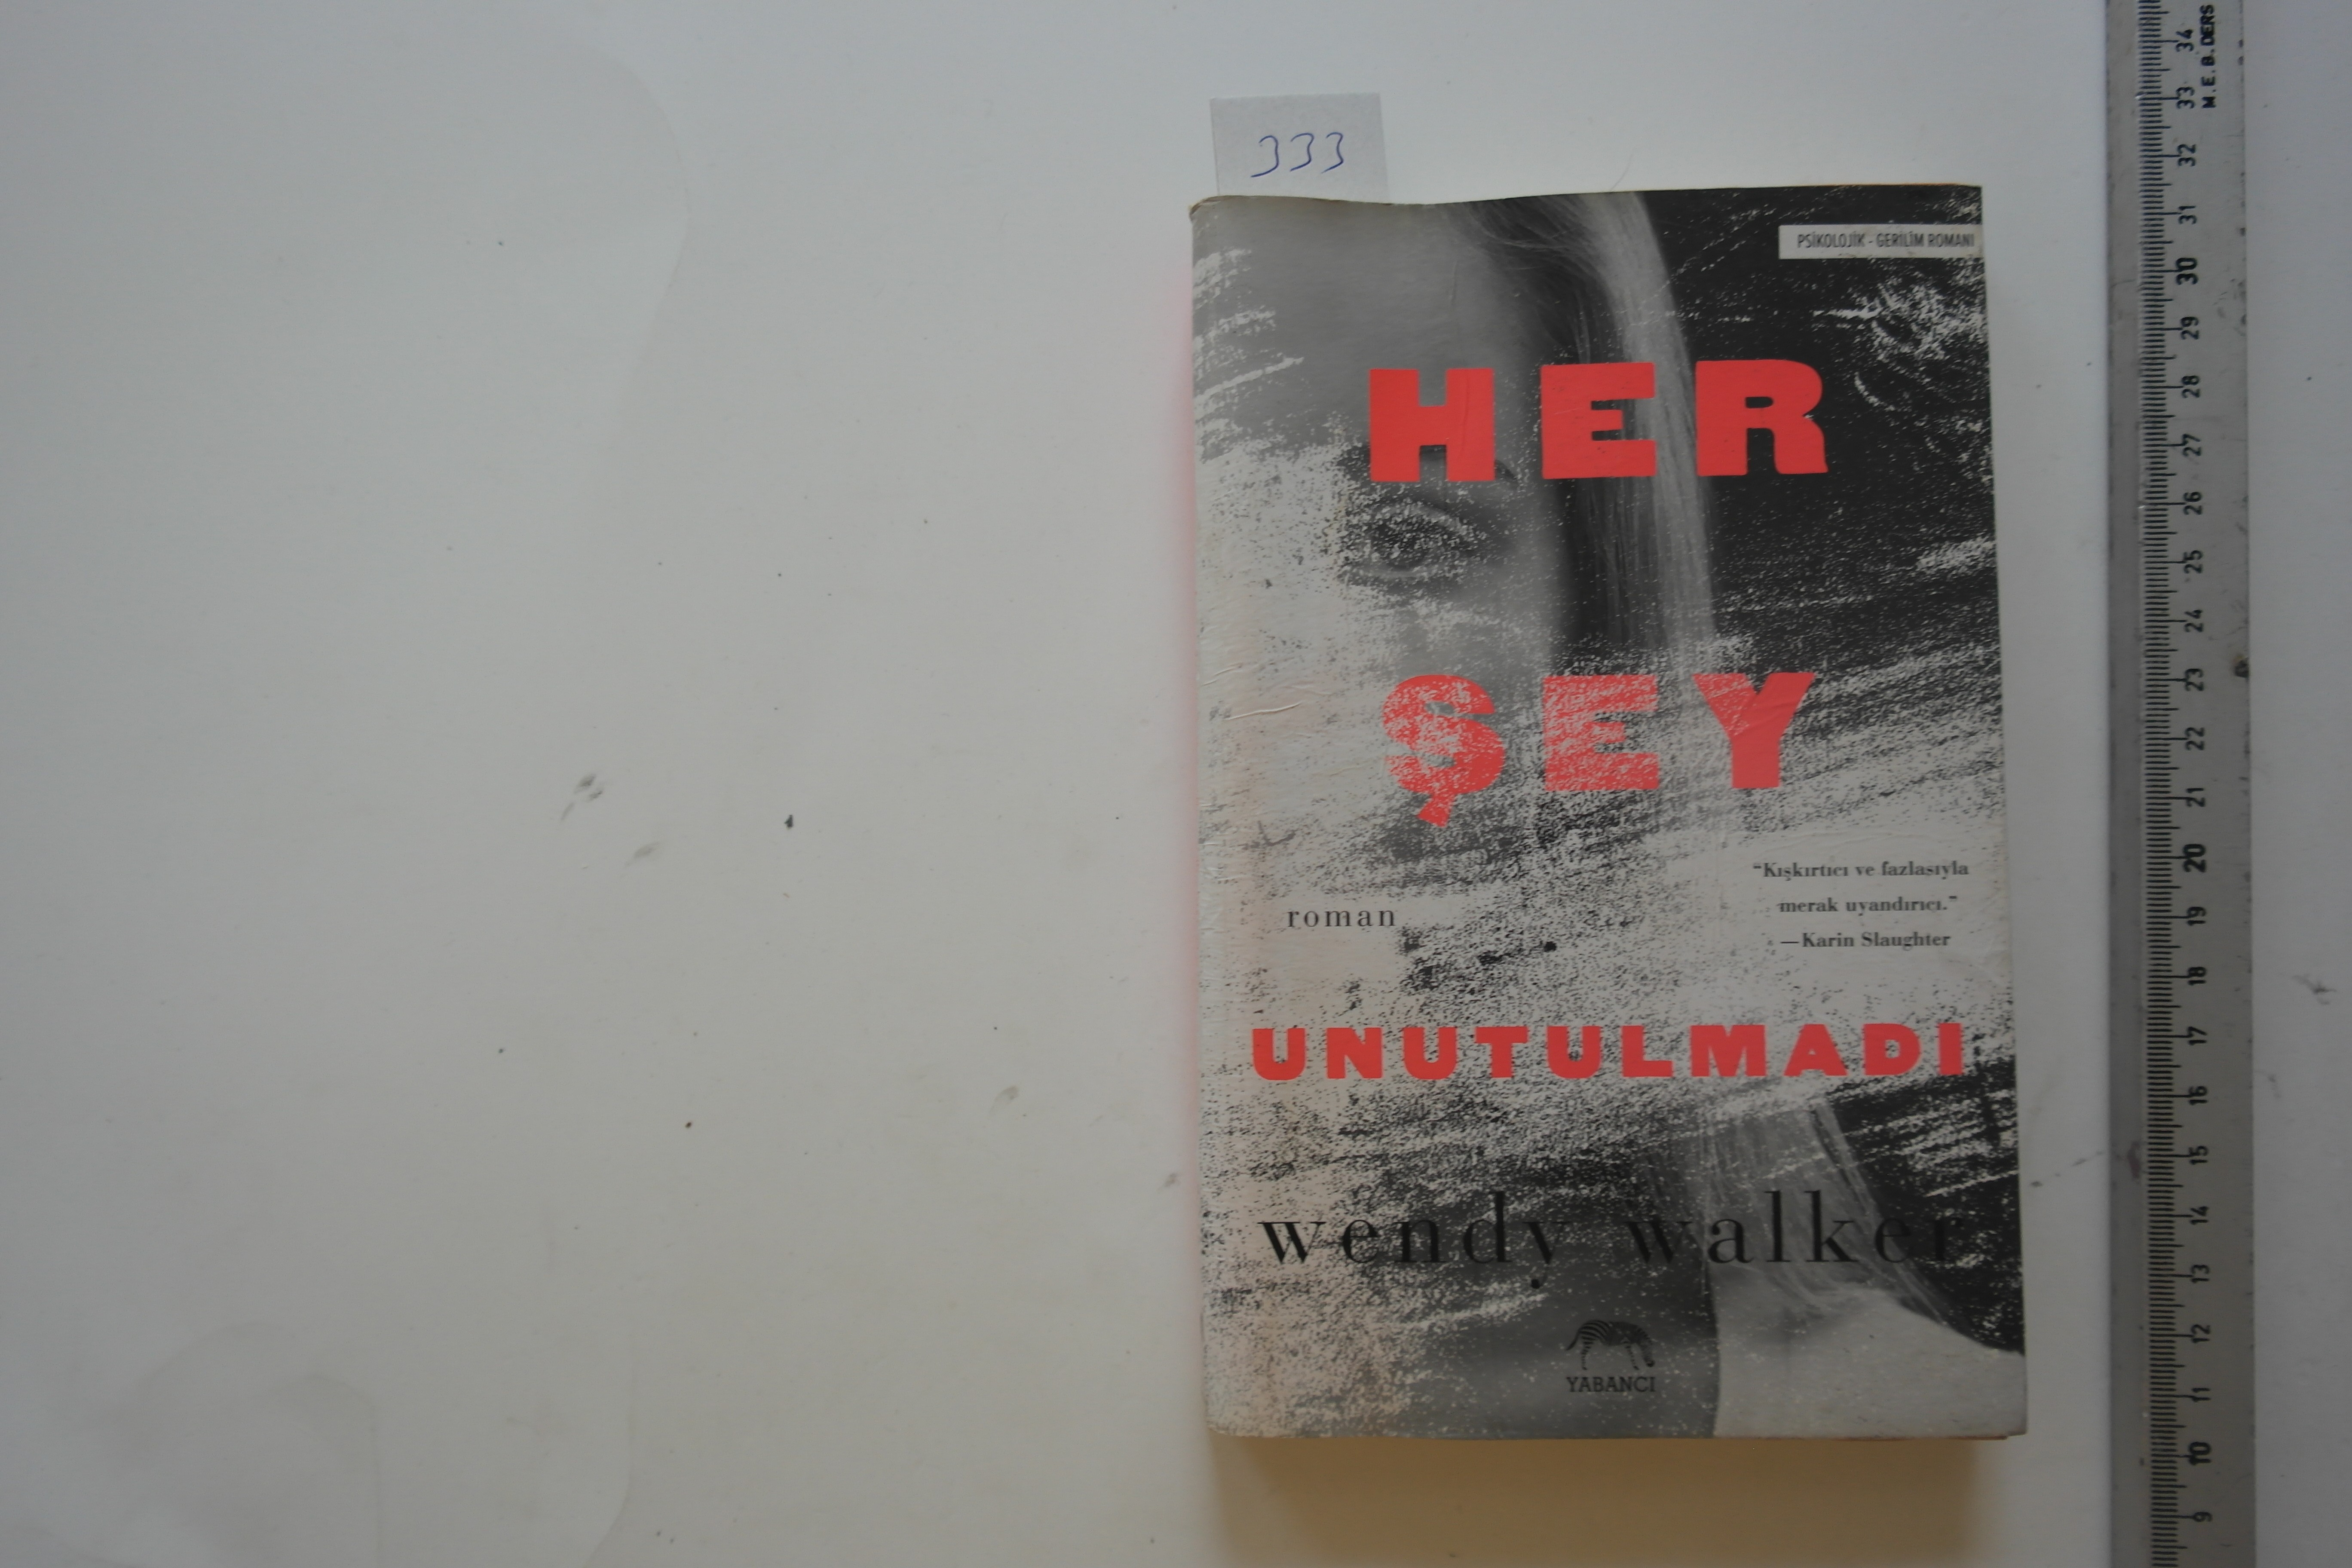 333
PSİKOLOJİK - GERİLİM ROMANI
HER
ŞEY
"Kışkırtıcı ve fazlasıyla
merak uyandırıcı."
—Karin Slaughter
roman
UNUTULMADI
wendy walker
YABANCI
M.E.B. DERS
34
33
32
31
30
29
28
27
26
25
24
23
22
21
20
19
18
17
16
15
14
13
12
11
10
9